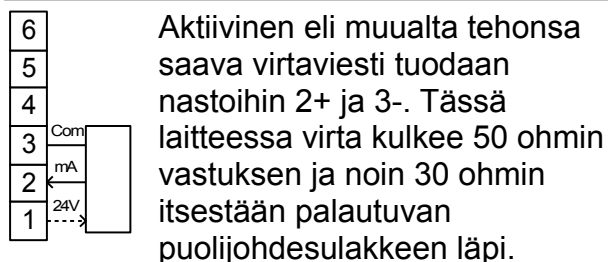 6
5
4
3
2
1
Com
mA
24V
Aktiivinen eli muualta tehonsa
saava virtaviesti tuodaan
nastoihin 2+ ja 3-. Tässä
laitteessa virta kulkee 50 ohmin
vastuksen ja noin 30 ohmin
itsestään palautuvan
puolijohdesulakkeen läpi.